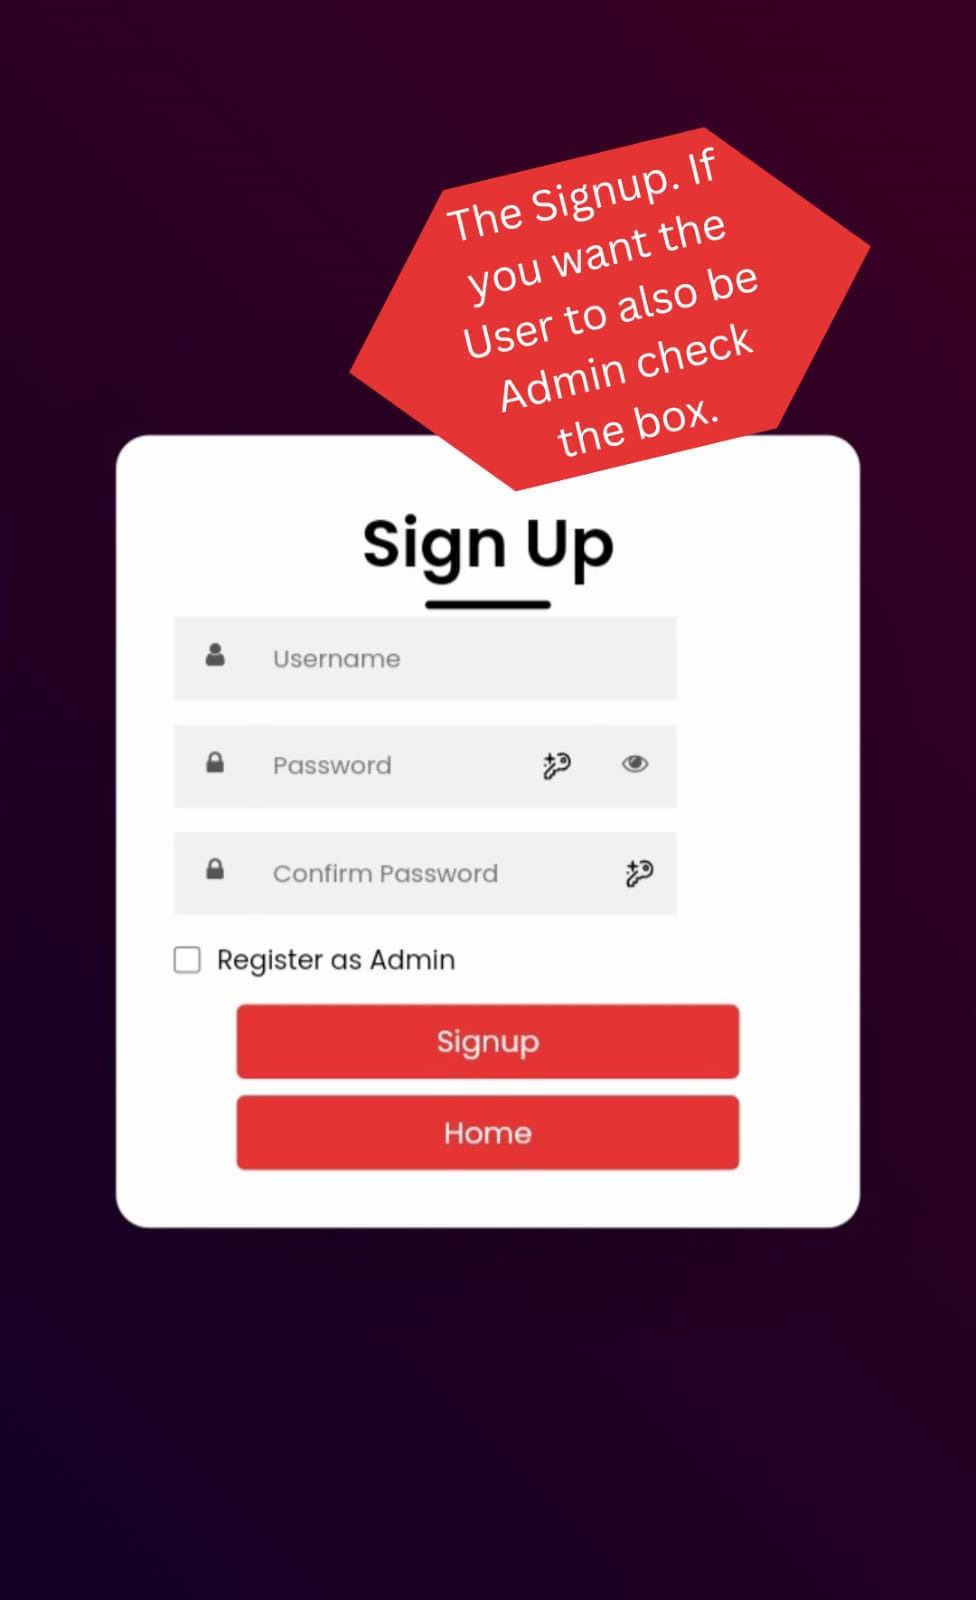 The Signup. If
you want the
User to also be
Admin check
the box.
Sign Up
Username
Password
Confirm Password
Register as Admin
Signup
Home